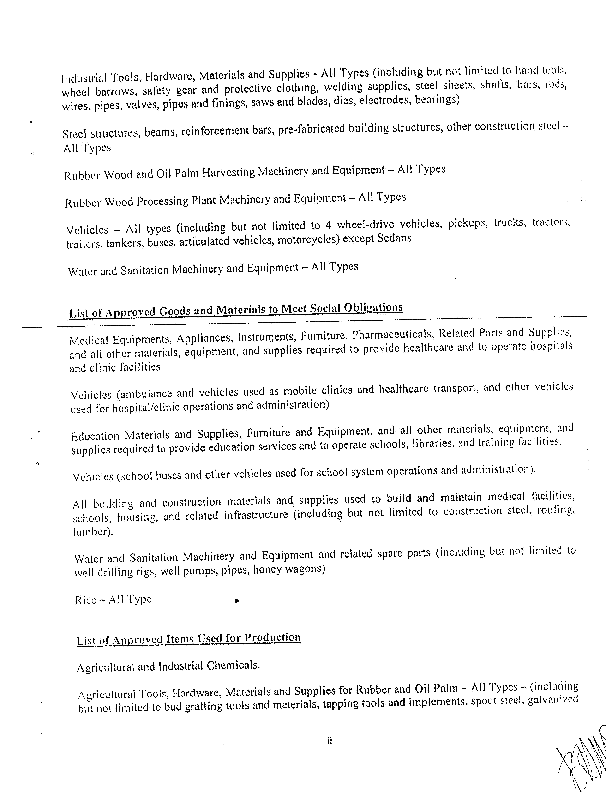 Industrial Tools, Hardware, Materials and Supplies - All Types (including but not limited to hand tools,
wheel barrows, safety gear and protective clothing, welding supplies, steel sheets, shafts, bars, rods,
wires, pipes, valves, pipes and finings, saws and blades, dies, electrodes, bearings)
Steel structures, beams, reinforcement bars, pre-fabricated building structures, other construction steel –
All Types
Rubber Wood and Oil Palm Harvesting Machinery and Equipment – All Types
Rubber Wood Processing Plant Machinery and Equipment – All Types
Vehicles – All types (including but not limited to 4 wheel-drive vehicles, pickups, trucks, tractors,
trailers, tankers, buses, articulated vehicles, motorcycles) except Sedans
Water and Sanitation Machinery and Equipment – All Types
List of Approved Goods and Materials to Meet Social Obligations
Medical Equipments, Appliances, Instruments, Furniture, Pharmaceuticals, Related Parts and Supplies,
and all other materials, equipment, and supplies required to provide healthcare and to operate hospitals
and clinic facilities
Vehicles (ambulance and vehicles used as mobile clinics and healthcare transport, and other vehicles
used for hospital/clinic operations and administration)
Education Materials and Supplies, Furniture and Equipment, and all other materials, equipment, and
supplies required to provide education services and to operate schools, libraries, and training facilities.
Vehicles (school buses and other vehicles used for school system operations and administration).
All building and construction materials and supplies used to build and maintain medical facilities,
schools, housing, and related infrastructure (including but not limited to construction steel, roofing,
lumber).
Water and Sanitation Machinery and Equipment and related spare parts (including but not limited to
well drilling rigs, well pumps, pipes, honey wagons)
Rice – All Type
List of Approved Items Used for Production
Agricultural and Industrial Chemicals.
Agricultural Tools, Hardware, Materials and Supplies for Rubber and Oil Palm – All Types – (including
but not limited to bud grafting tools and materials, tapping tools and implements, spout steel, galvanized
ii